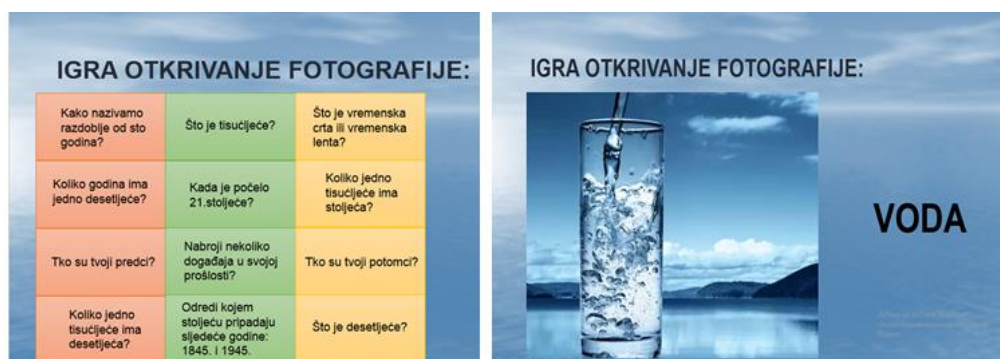 IGRA OTKRIVANJE FOTOGRAFIJE:
Kako nazivamo
razdoblje od sto
godina?
Što je tisućljeće?
Što je vremenska
crta ili vremenska
lenta?
Koliko godina ima
jedno desetljeće?
Kada je počelo
21.stoljeće?
Koliko jedno
tisućljeće ima
stoljeća?
Tko su tvoji predci?
Nabroji nekoliko
događaja u svojoj
prošlosti?
Tko su tvoji potomci?
Koliko jedno
tisućljeće ima
desetljeća?
Odredi kojem
stoljeću pripadaju
sljedeće godine:
1845. i 1945.
Što je desetljeće?
IGRA OTKRIVANJE FOTOGRAFIJE:
VODA